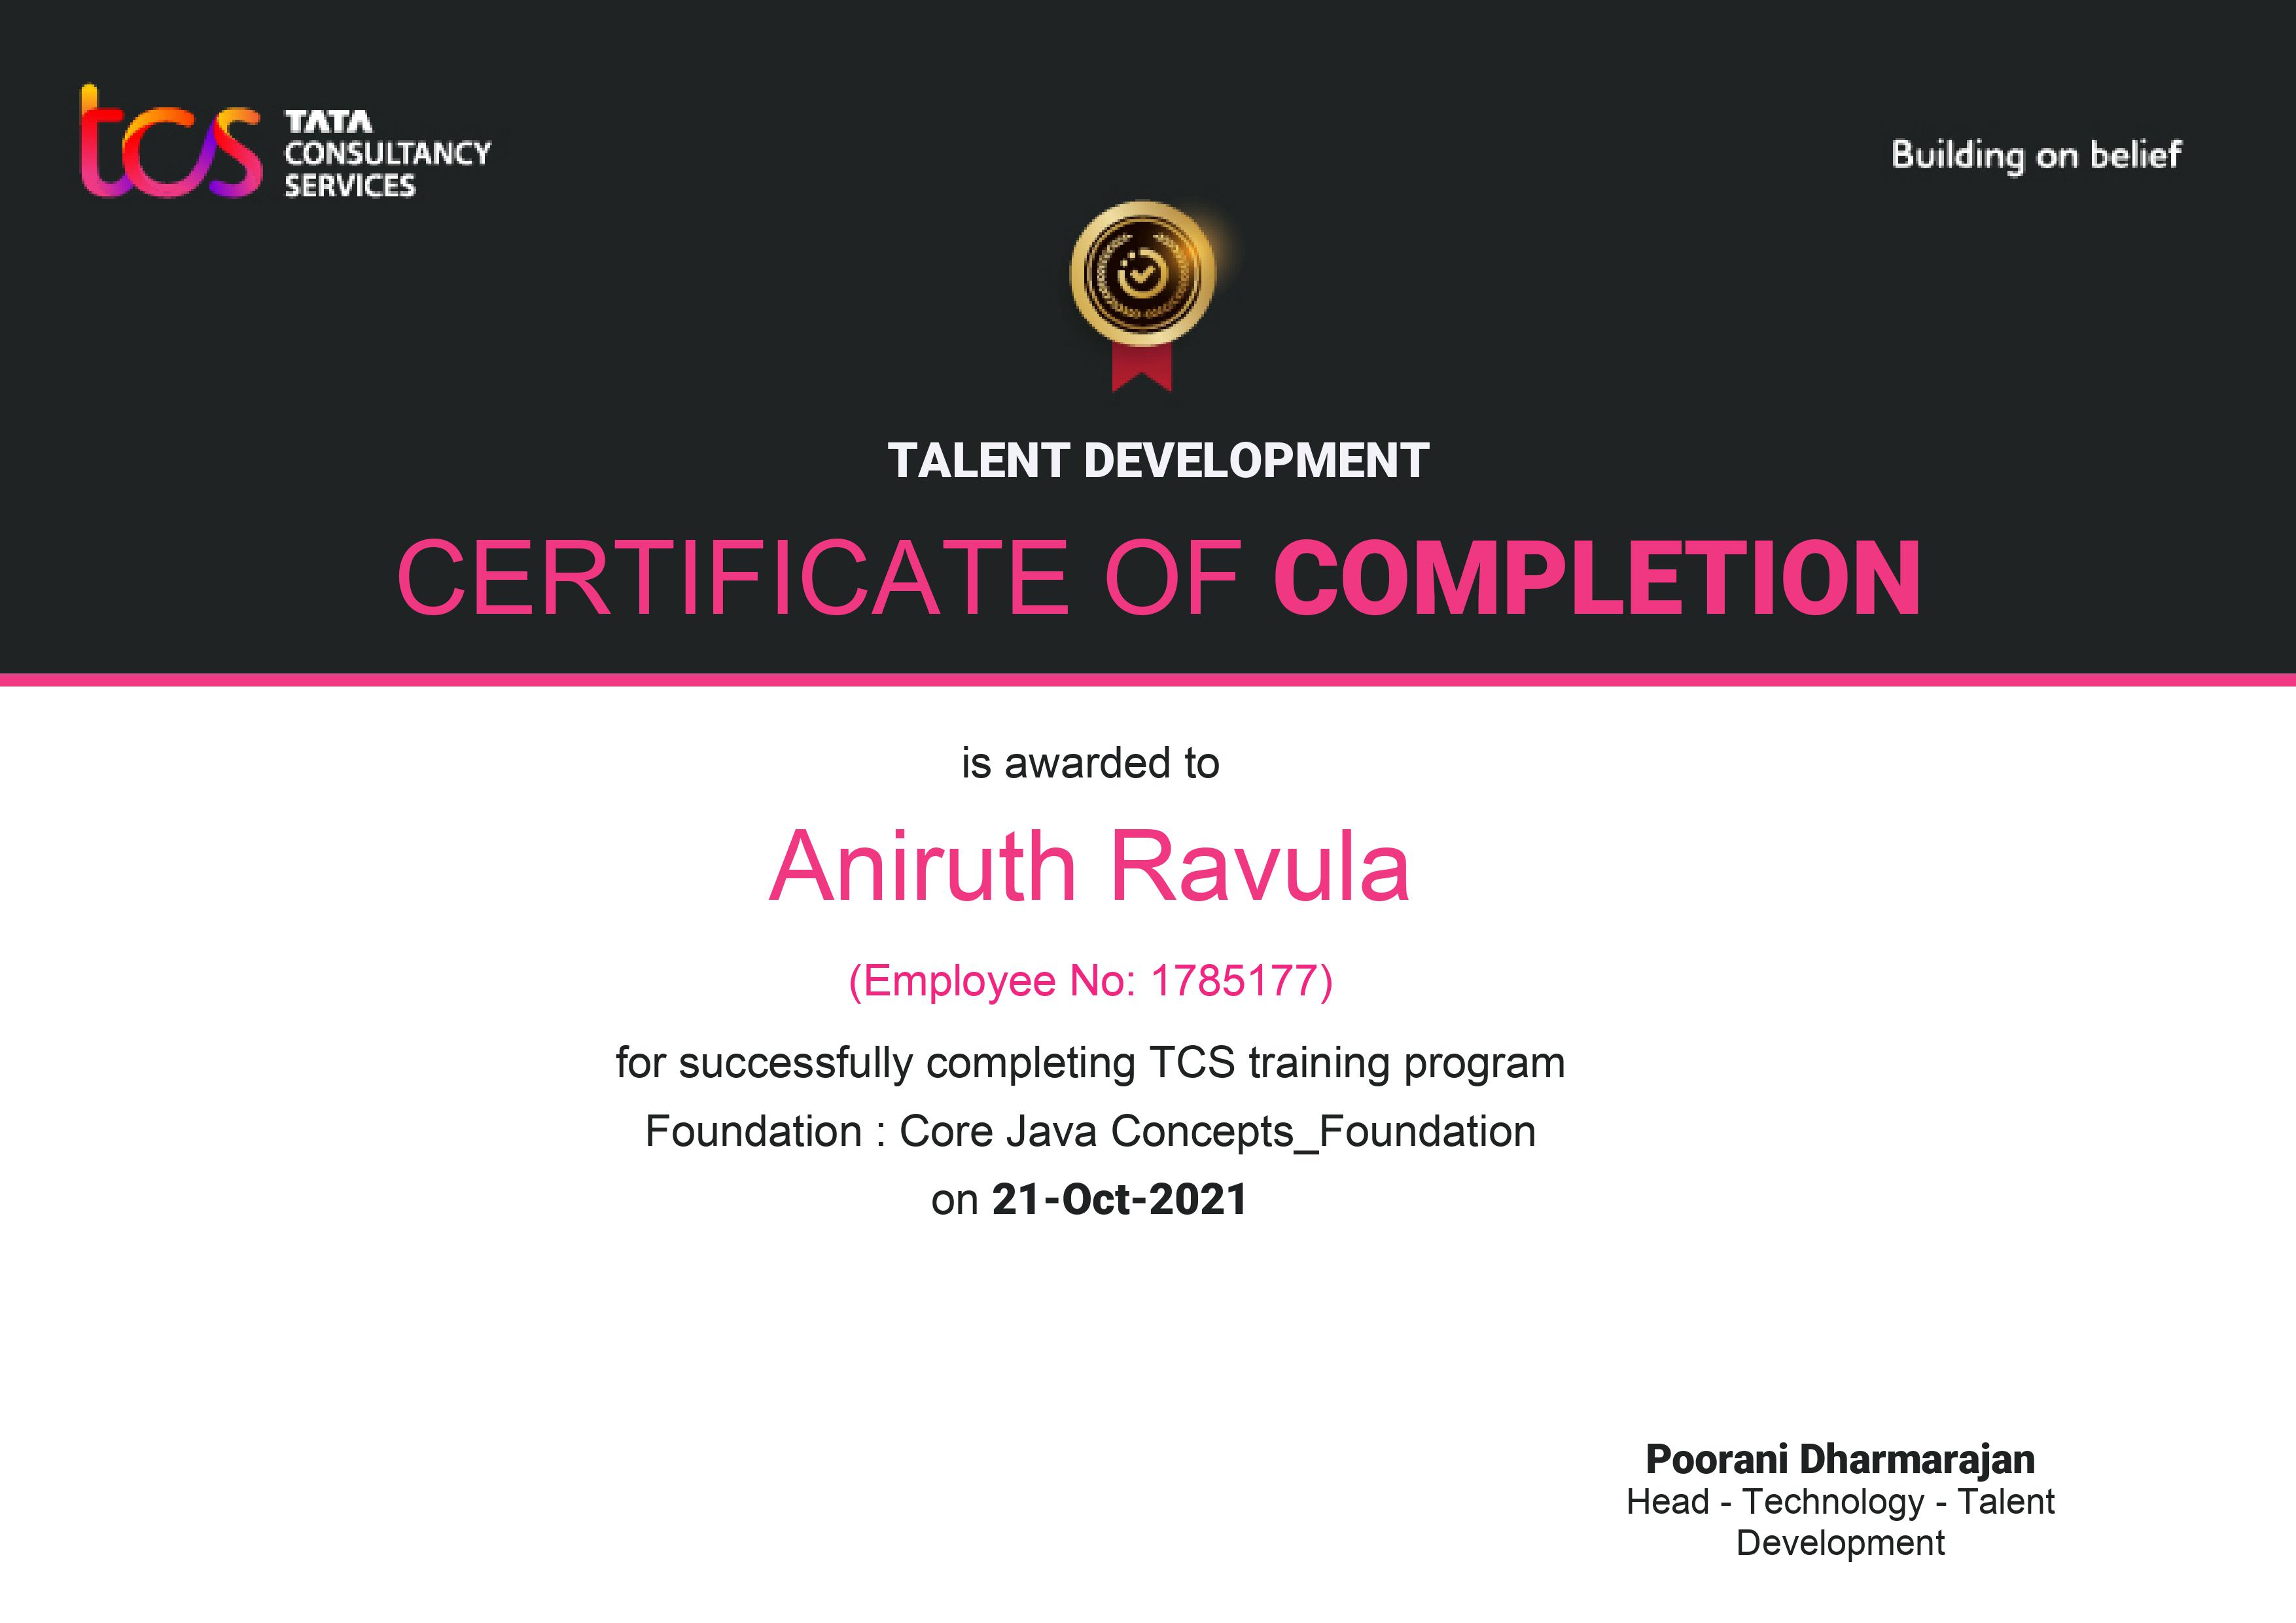 tcs TATA
CONSULTANCY
SERVICES
Building on belief
TALENT DEVELOPMENT
CERTIFICATE OF COMPLETION
is awarded to
Aniruth Ravula
(Employee No: 1785177)
for successfully completing TCS training program
Foundation : Core Java Concepts_Foundation
on 21-Oct-2021
Poorani Dharmarajan
Head - Technology - Talent
Development